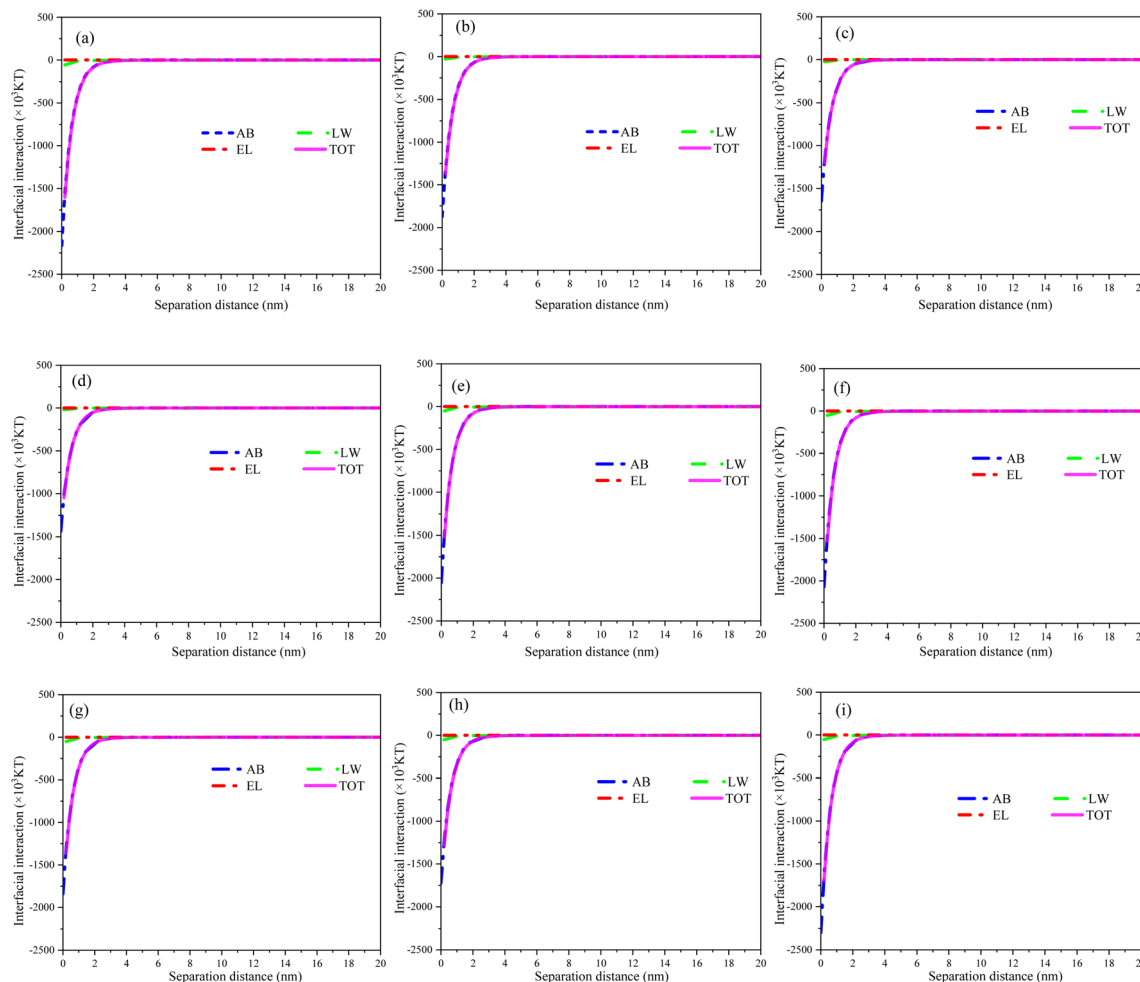 (a)
Interfacial interaction (×10³KT)
500
0
-500
-1000
-1500
-2000
-2500
AB
LW
EL
TOT
0 2 4 6 8 10 12 14 16 18 20
Separation distance (nm)
(b)
Interfacial interaction (×10³KT)
500
0
-500
-1000
-1500
-2000
-2500
AB
LW
EL
TOT
0 2 4 6 8 10 12 14 16 18 20
Separation distance (nm)
(c)
Interfacial interaction (×10³KT)
500
0
-500
-1000
-1500
-2000
-2500
AB
LW
EL
TOT
0 2 4 6 8 10 12 14 16 18
Separation distance (nm)
(d)
Interfacial interaction (×10³KT)
500
0
-500
-1000
-1500
-2000
-2500
AB
LW
EL
TOT
0 2 4 6 8 10 12 14 16 18 20
Separation distance (nm)
(e)
Interfacial interaction (×10³KT)
500
0
-500
-1000
-1500
-2000
-2500
AB
LW
EL
TOT
0 2 4 6 8 10 12 14 16 18 20
Separation distance (nm)
(f)
Interfacial interaction (×10³KT)
500
0
-500
-1000
-1500
-2000
-2500
AB
LW
EL
TOT
0 2 4 6 8 10 12 14 16 18
Separation distance (nm)
(g)
Interfacial interaction (×10³KT)
500
0
-500
-1000
-1500
-2000
-2500
AB
LW
EL
TOT
0 2 4 6 8 10 12 14 16 18 20
Separation distance (nm)
(h)
Interfacial interaction (×10³KT)
500
0
-500
-1000
-1500
-2000
-2500
AB
LW
EL
TOT
0 2 4 6 8 10 12 14 16 18 20
Separation distance (nm)
(i)
Interfacial interaction (×10³KT)
500
0
-500
-1000
-1500
-2000
-2500
AB
LW
EL
TOT
0 2 4 6 8 10 12 14 16 18
Separation distance (nm)